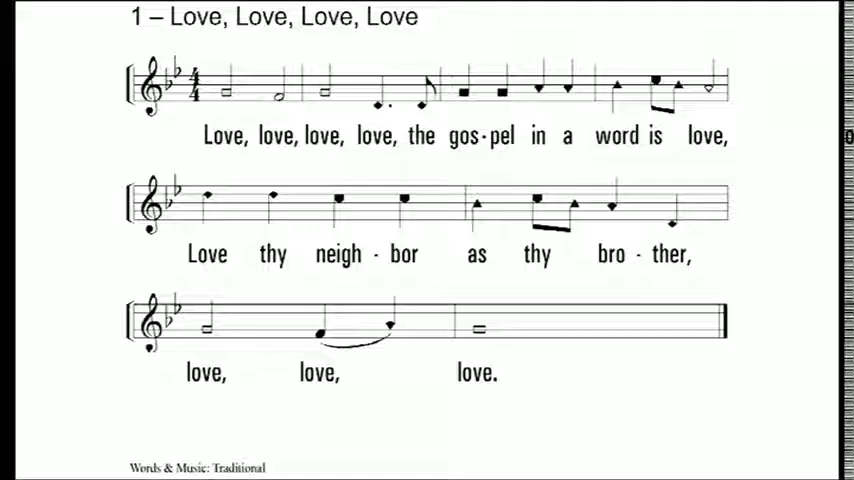 1 – Love, Love, Love, Love
Love, love, love, love, the gos-pel in a word is love,
Love thy neigh-bor as thy bro-ther,
love, love, love.
Words & Music: Traditional